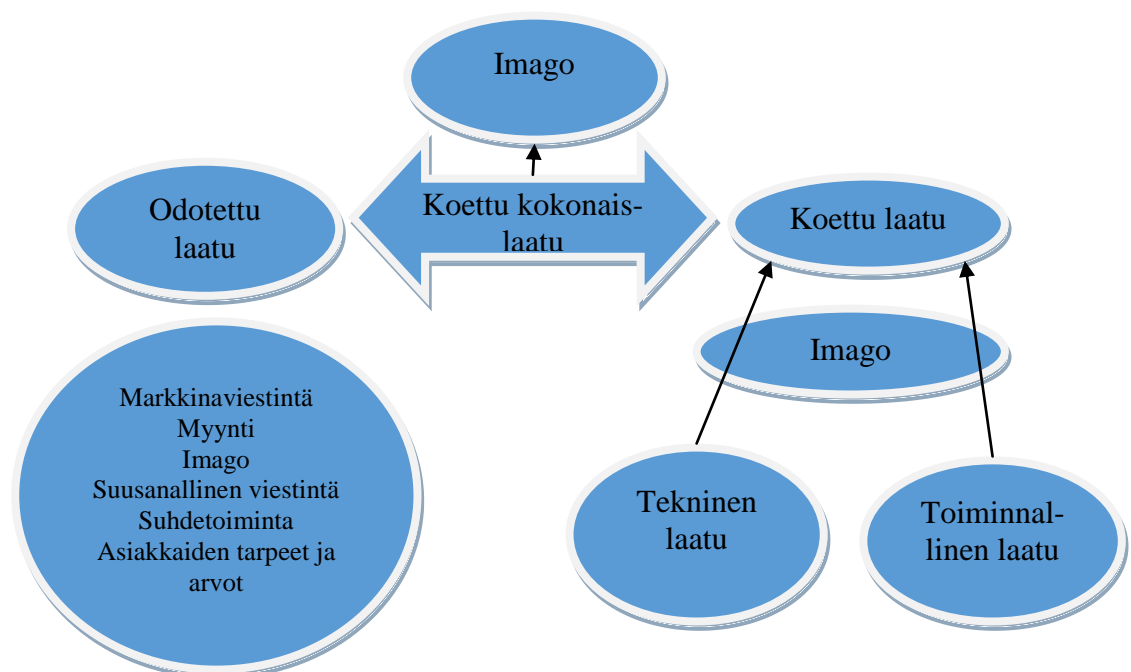 Imago
Odotettu
laatu
Koettu kokonais-
laatu
Koettu laatu
Imago
Markkinaviestintä
Myynti
Imago
Suusanallinen viestintä
Suhdetoiminta
Asiakkaiden tarpeet ja
arvot
Tekninen
laatu
Toiminnal-
linen laatu